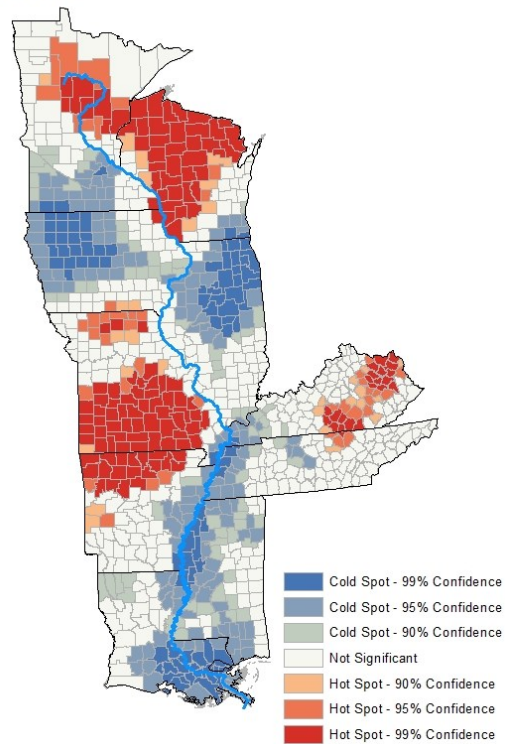 Cold Spot - 99% Confidence
Cold Spot - 95% Confidence
Cold Spot - 90% Confidence
Not Significant
Hot Spot - 90% Confidence
Hot Spot - 95% Confidence
Hot Spot - 99% Confidence